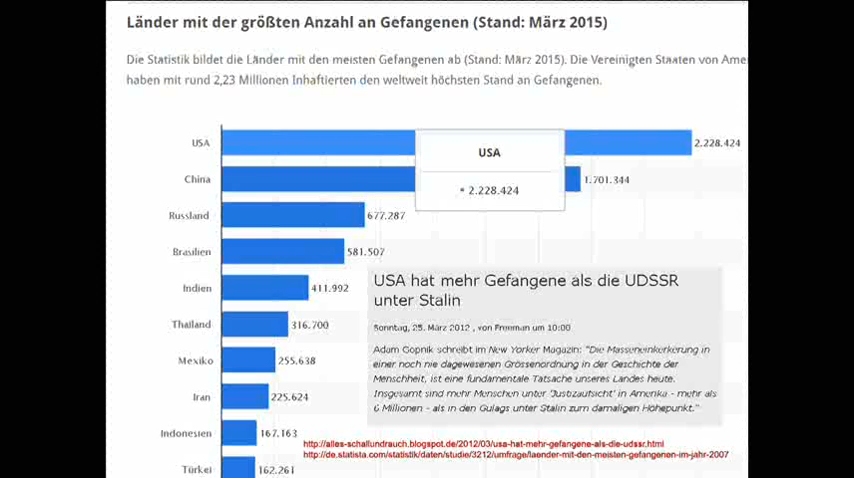 Länder mit der größten Anzahl an Gefangenen (Stand: März 2015)
Die Statistik bildet die Länder mit den meisten Gefangenen ab (Stand: März 2015). Die Vereinigten Staaten von Ame
haben mit rund 2,23 Millionen Inhaftierten den weltweit höchsten Stand an Gefangenen.
USA 2.228.424
USA
* 2.228.424
China 1.701.344
Russland 677.287
Brasilien 581.507
Indien 411.992
Thailand 316.700
Mexiko 255.638
Iran 225.624
Indonesien 167.163
Türkei 162.261
USA hat mehr Gefangene als die UDSSR
unter Stalin
Sonntag, 25. März 2012 , von Freeman um 10:00
Adam Gopnik schreibt im New Yorker Magazin: "Die Masseneinkerkerung in
einer noch nie dagewesenen Grössenordnung in der Geschichte der
Menschheit, ist eine fundamentale Tatsache unseres Landes heute.
Insgesamt sind mehr Menschen unter 'Justizaufsicht' in Amerika - mehr als
6 Millionen - als in den Gulags unter Stalin zum damaligen Höhepunkt."
http://alles-schallundrauch.blogspot.de/2012/03/usa-hat-mehr-gefangene-als-die-udssr.html
http://de.statista.com/statistik/daten/studie/3212/umfrage/laender-mit-den-meisten-gefangenen-im-jahr-2007